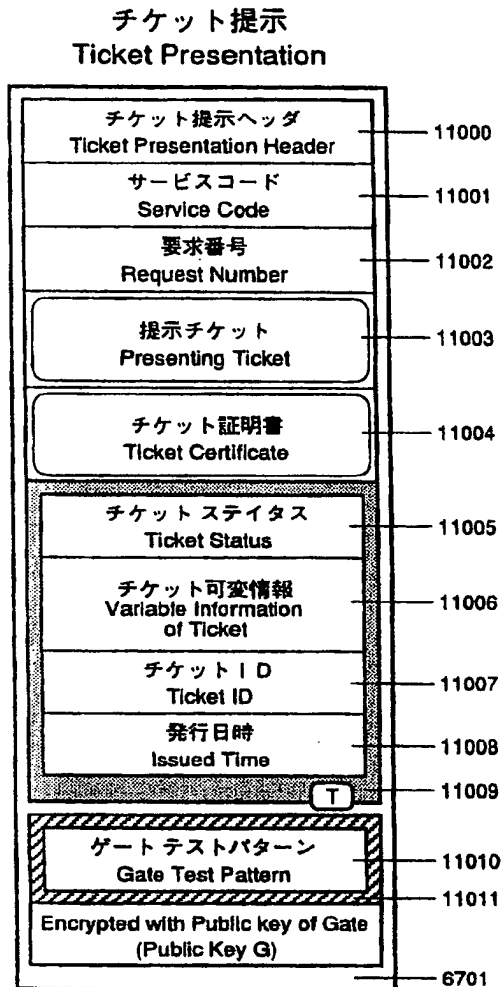 チケット提示
Ticket Presentation
チケット提示ヘッダ
Ticket Presentation Header
11000
サービスコード
Service Code
11001
要求番号
Request Number
11002
提示チケット
Presenting Ticket
11003
チケット証明書
Ticket Certificate
11004
チケット ステイタス
Ticket Status
11005
チケット可変情報
Variable Information
of Ticket
11006
チケットID
Ticket ID
11007
発行日時
Issued Time
11008
T
11009
ゲート テストパターン
Gate Test Pattern
11010
11011
Encrypted with Public key of Gate
(Public Key G)
6701